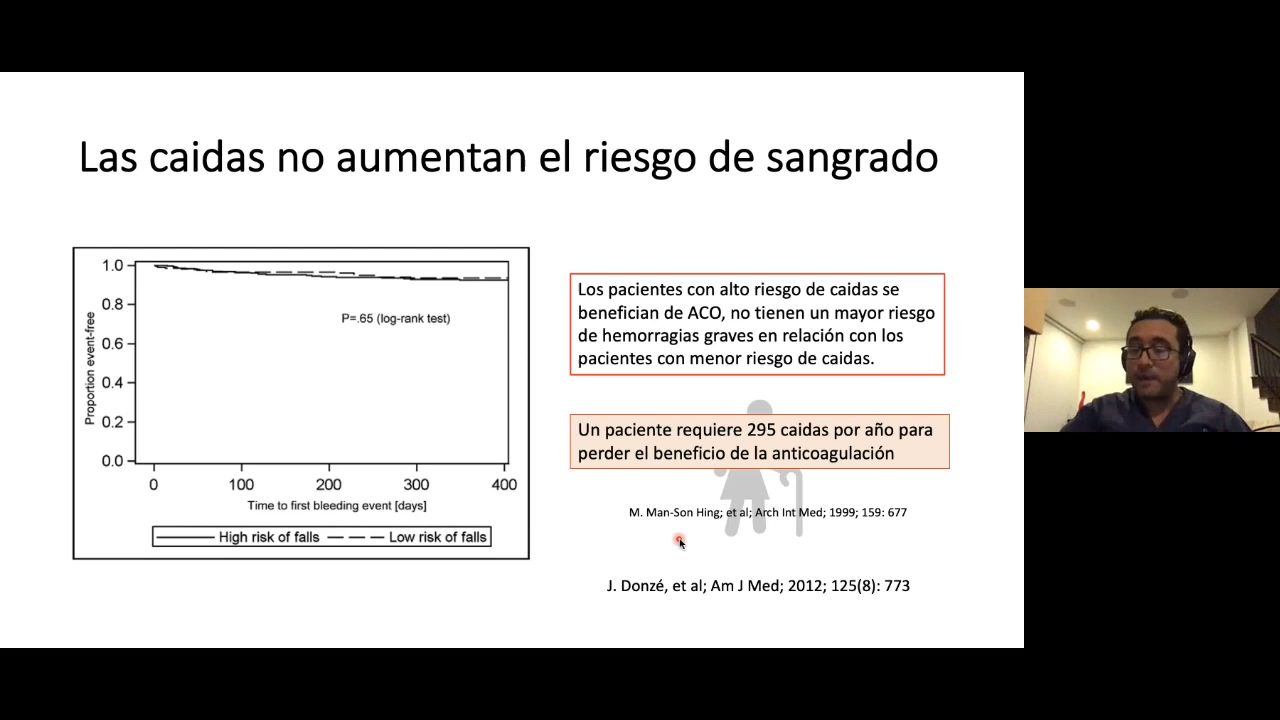 Las caidas no aumentan el riesgo de sangrado
1.0
0.8
0.6
0.4
0.2
0.0
Proportion event-free
P=.65 (log-rank test)
0 100 200 300 400
Time to first bleeding event [days]
High risk of falls Low risk of falls
Los pacientes con alto riesgo de caidas se
benefician de ACO, no tienen un mayor riesgo
de hemorragias graves en relación con los
pacientes con menor riesgo de caidas.
Un paciente requiere 295 caidas por año para
perder el beneficio de la anticoagulación
M. Man-Son Hing; et al; Arch Int Med; 1999; 159: 677
J. Donzé, et al; Am J Med; 2012; 125(8): 773